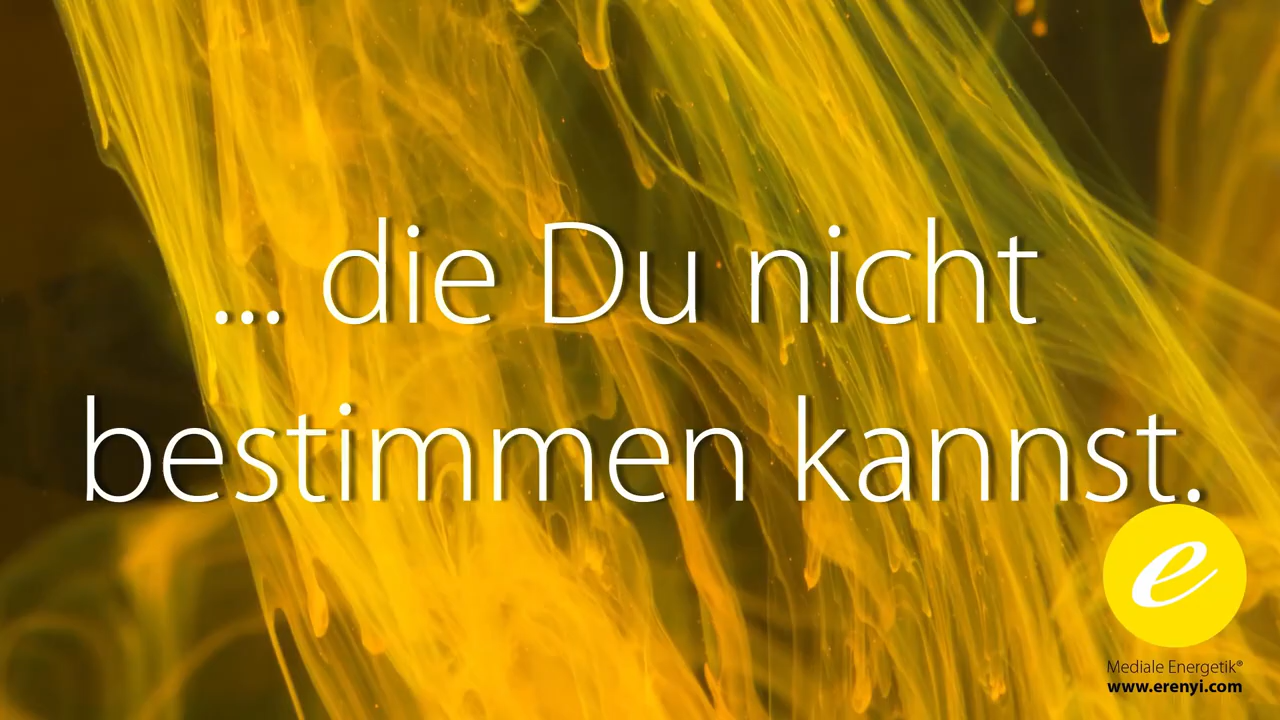 ... die Du nicht
bestimmen kannst.
e
Mediale Energetik®
www.erenyi.com